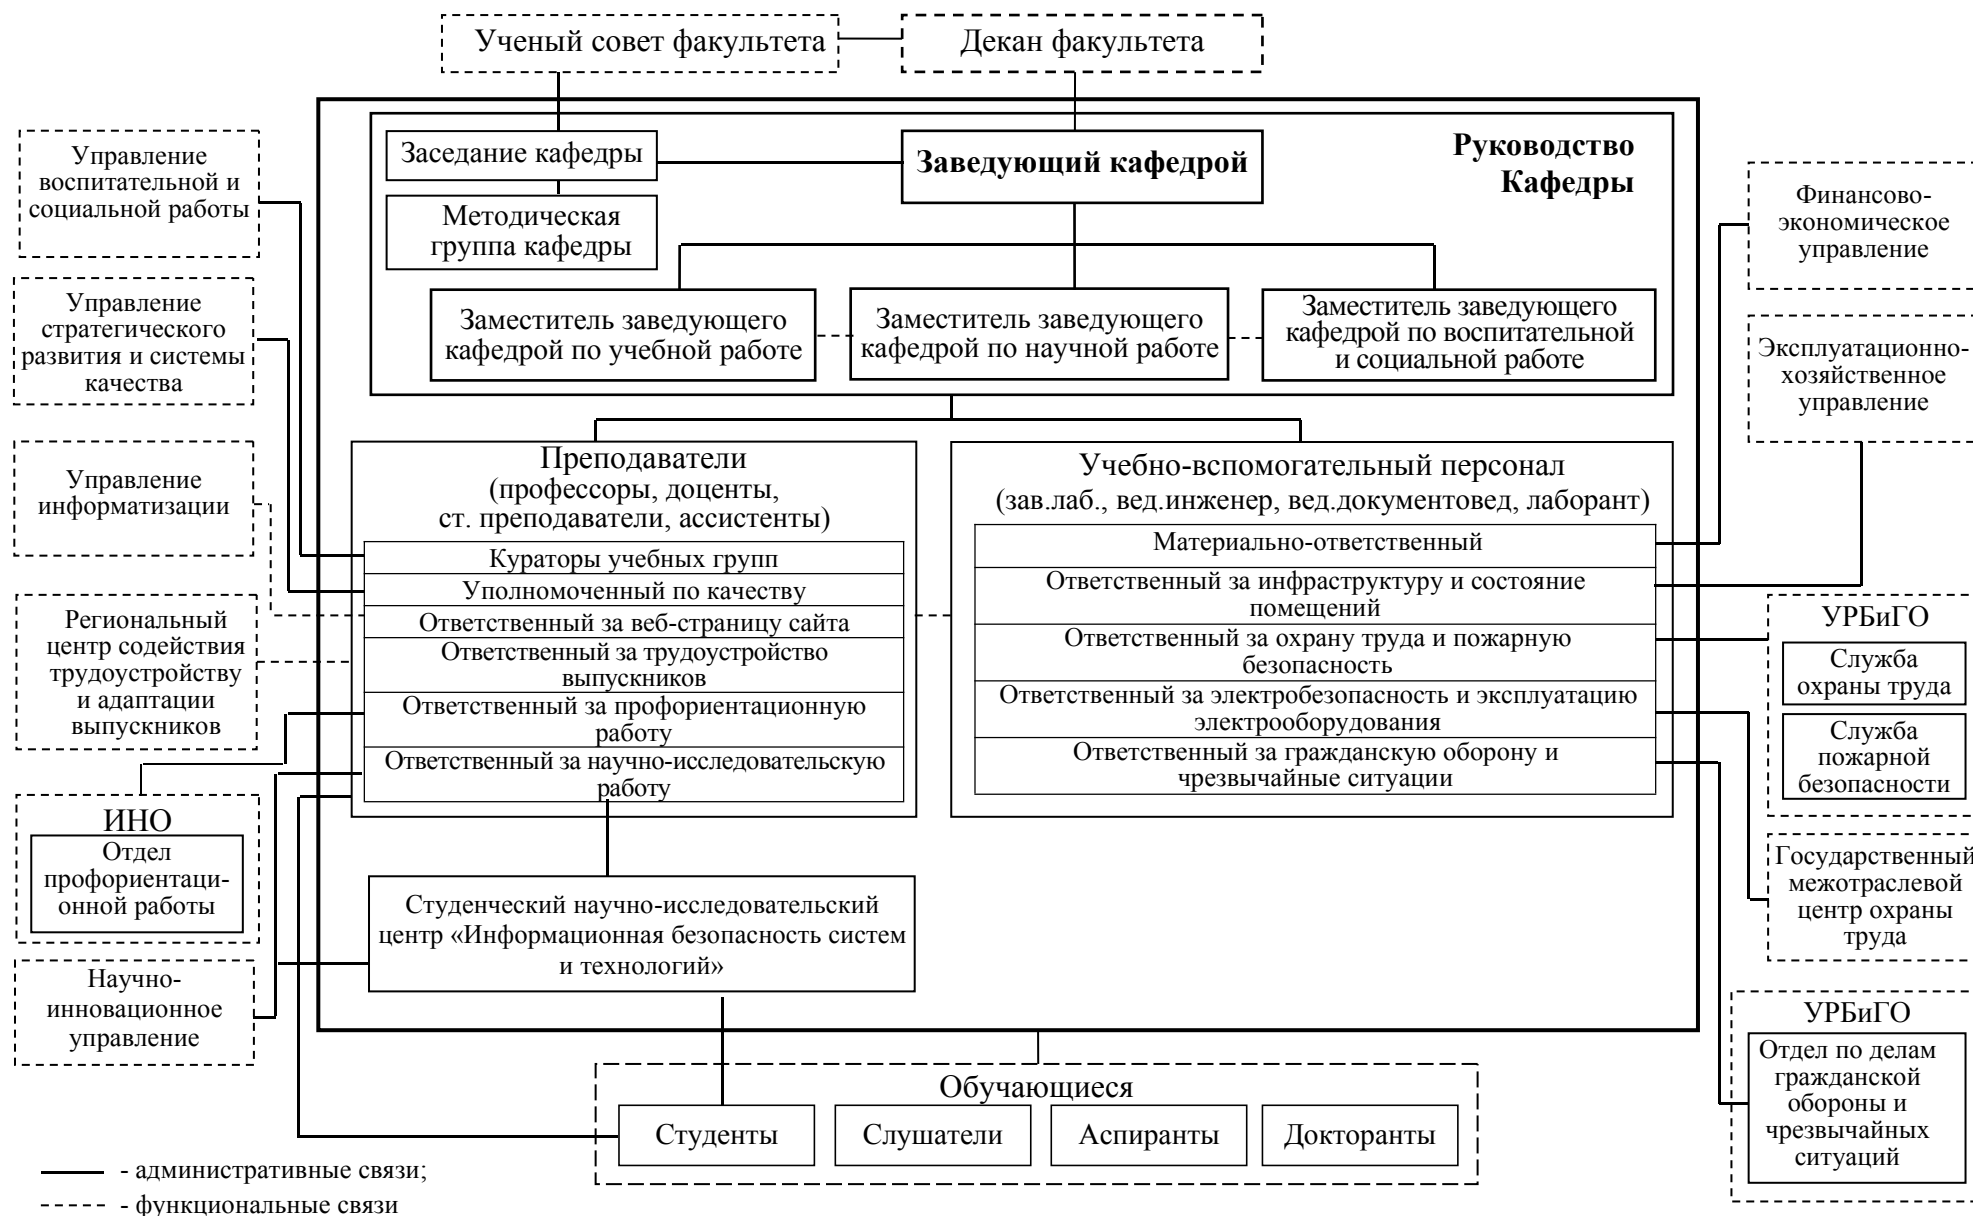 Ученый совет факультета
Декан факультета
Руководство
Кафедры
Заседание кафедры
Заведующий кафедрой
Методическая
группа кафедры
Заместитель заведующего
кафедрой по учебной работе
Заместитель заведующего
кафедрой по научной работе
Заместитель заведующего
кафедрой по воспитательной
и социальной работе
Управление
воспитательной и
социальной работы
Управление
стратегического
развития и системы
качества
Управление
информатизации
Региональный
центр содействия
трудоустройству
и адаптации
выпускников
ИНО
Отдел
профориентаци-
онной работы
Научно-
инновационное
управление
Преподаватели
(профессоры, доценты,
ст. преподаватели, ассистенты)
Кураторы учебных групп
Уполномоченный по качеству
Ответственный за веб-страницу сайта
Ответственный за трудоустройство
выпускников
Ответственный за профориентационную
работу
Ответственный за научно-исследовательскую
работу
Учебно-вспомогательный персонал
(зав.лаб., вед.инженер, вед.документовед, лаборант)
Материально-ответственный
Ответственный за инфраструктуру и состояние
помещений
Ответственный за охрану труда и пожарную
безопасность
Ответственный за электробезопасность и эксплуатацию
электрооборудования
Ответственный за гражданскую оборону и
чрезвычайные ситуации
Финансово-
экономическое
управление
Эксплуатационно-
хозяйственное
управление
УРБиГО
Служба
охраны труда
Служба
пожарной
безопасности
Государственный
межотраслевой
центр охраны
труда
УРБиГО
Отдел по делам
гражданской
обороны и
чрезвычайных
ситуаций
Студенческий научно-исследовательский
центр «Информационная безопасность систем
и технологий»
Обучающиеся
Студенты
Слушатели
Аспиранты
Докторанты
- административные связи;
- функциональные связи